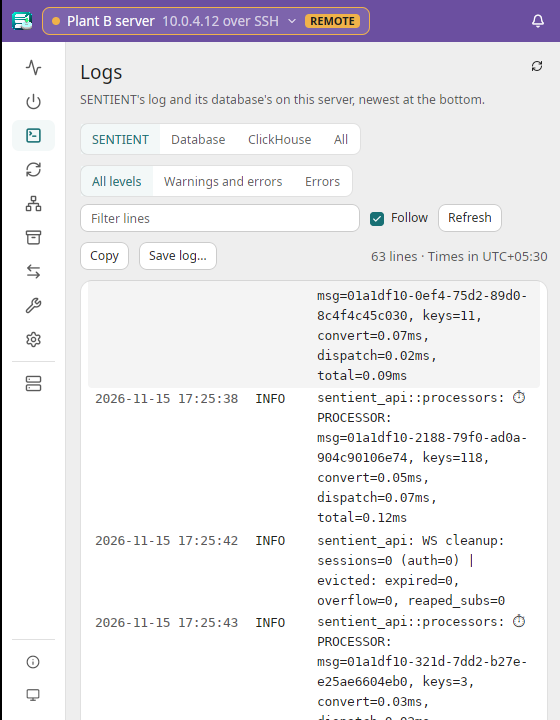 Plant B server 10.0.4.12 over SSH REMOTE
Logs
SENTIENT's log and its database's on this server, newest at the bottom.
SENTIENT Database ClickHouse All
All levels Warnings and errors Errors
Filter lines Follow Refresh
Copy Save log... 63 lines · Times in UTC+05:30
msg=01a1df10-0ef4-75d2-89d0-
8c4f4c45c030, keys=11,
convert=0.07ms,
dispatch=0.02ms,
total=0.09ms
2026-11-15 17:25:38 INFO sentient_api::processors: ⏱
PROCESSOR:
msg=01a1df10-2188-79f0-ad0a-
904c90106e74, keys=118,
convert=0.05ms,
dispatch=0.07ms,
total=0.12ms
2026-11-15 17:25:42 INFO sentient_api: WS cleanup:
sessions=0 (auth=0) |
evicted: expired=0,
overflow=0, reaped_subs=0
2026-11-15 17:25:43 INFO sentient_api::processors: ⏱
PROCESSOR:
msg=01a1df10-321d-7dd2-b27e-
e25ae6604eb0, keys=3,
convert=0.03ms,